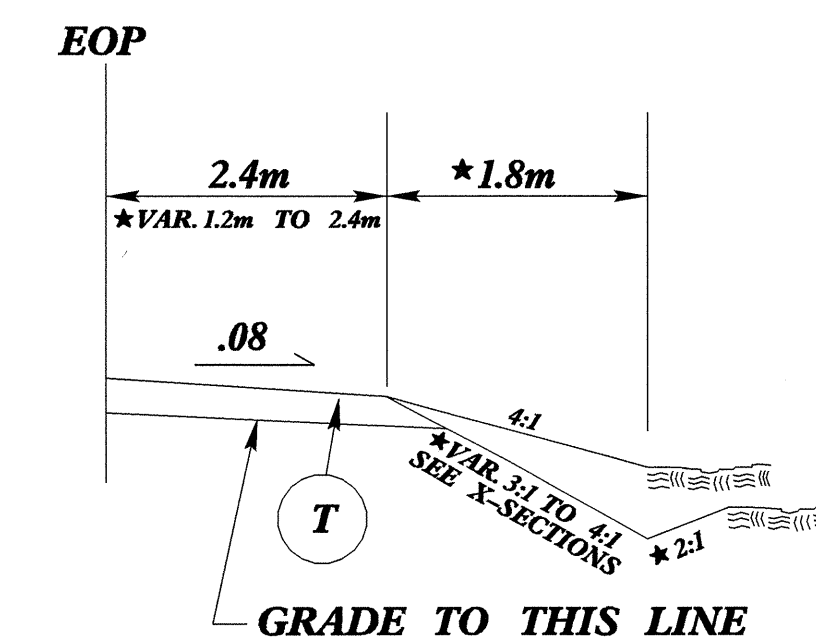 EOP
2.4m
★1.8m
★VAR. 1.2m TO 2.4m
.08
4:1
★VAR. 3:1 TO 4:1
SEE X-SECTIONS
T
★2:1
GRADE TO THIS LINE